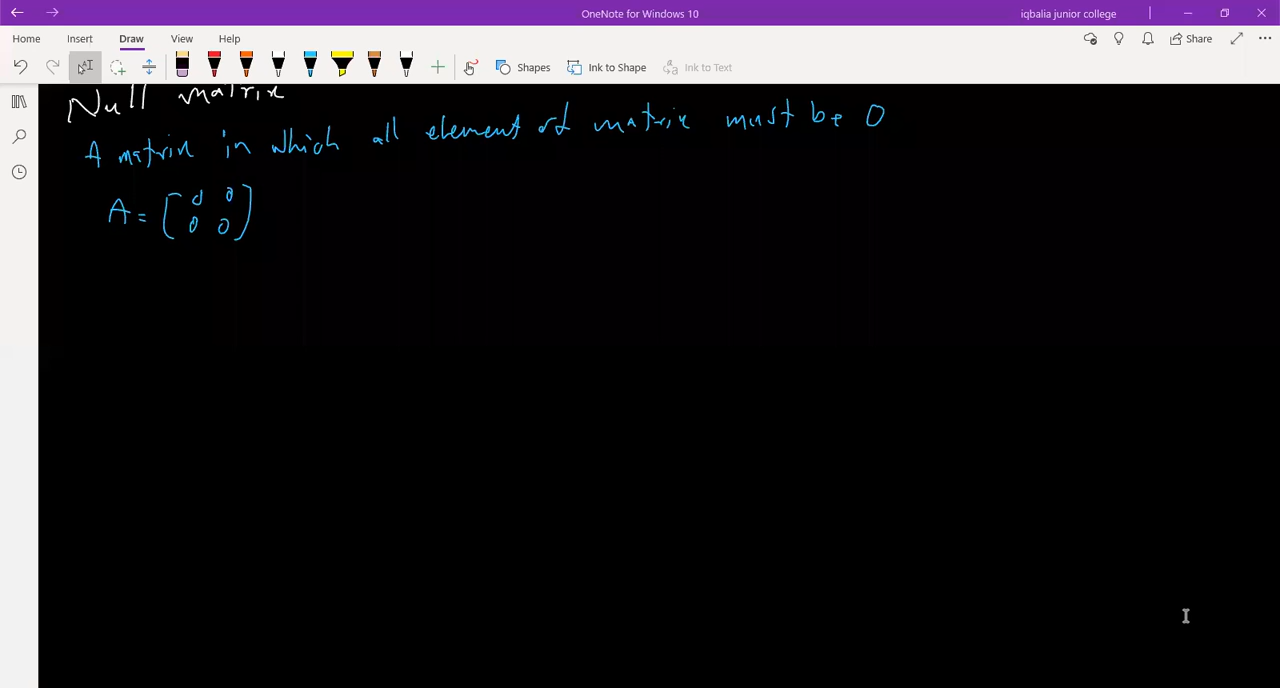 OneNote for Windows 10
iqbalia junior college
Home Insert Draw View Help
Share
Shapes Ink to Shape Ink to Text
Null matrix
A matrix in which all element of matrix must be 0
A = [ 0 0
0 0 ]